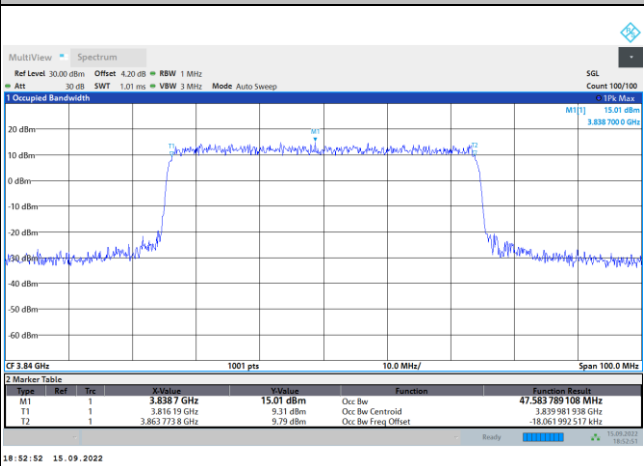 MultiView Spectrum
Ref Level 30.00 dBm Offset 4.20 dB RBW 1 MHz SGL
Att 30 dB SWT 1.01 ms VBW 3 MHz Mode Auto Sweep Count 100/100
1 Occupied Bandwidth 1Pk Max
M1[1] 15.01 dBm
3.838 700 0 GHz
M1
T1
T2
20 dBm
10 dBm
0 dBm
-10 dBm
-20 dBm
-30 dBm
-40 dBm
-50 dBm
-60 dBm
CF 3.84 GHz 1001 pts 10.0 MHz/ Span 100.0 MHz
2 Marker Table
Type Ref Trc X-Value Y-Value Function Function Result
M1 1 3.838 7 GHz 15.01 dBm Occ Bw 47.583 789 108 MHz
T1 1 3.816 19 GHz 9.31 dBm Occ Bw Centroid 3.839 981 938 GHz
T2 1 3.863 773 8 GHz 9.79 dBm Occ Bw Freq Offset -18.061 992 517 kHz
Ready 15.09.2022
18:52:51
18:52:52 15.09.2022